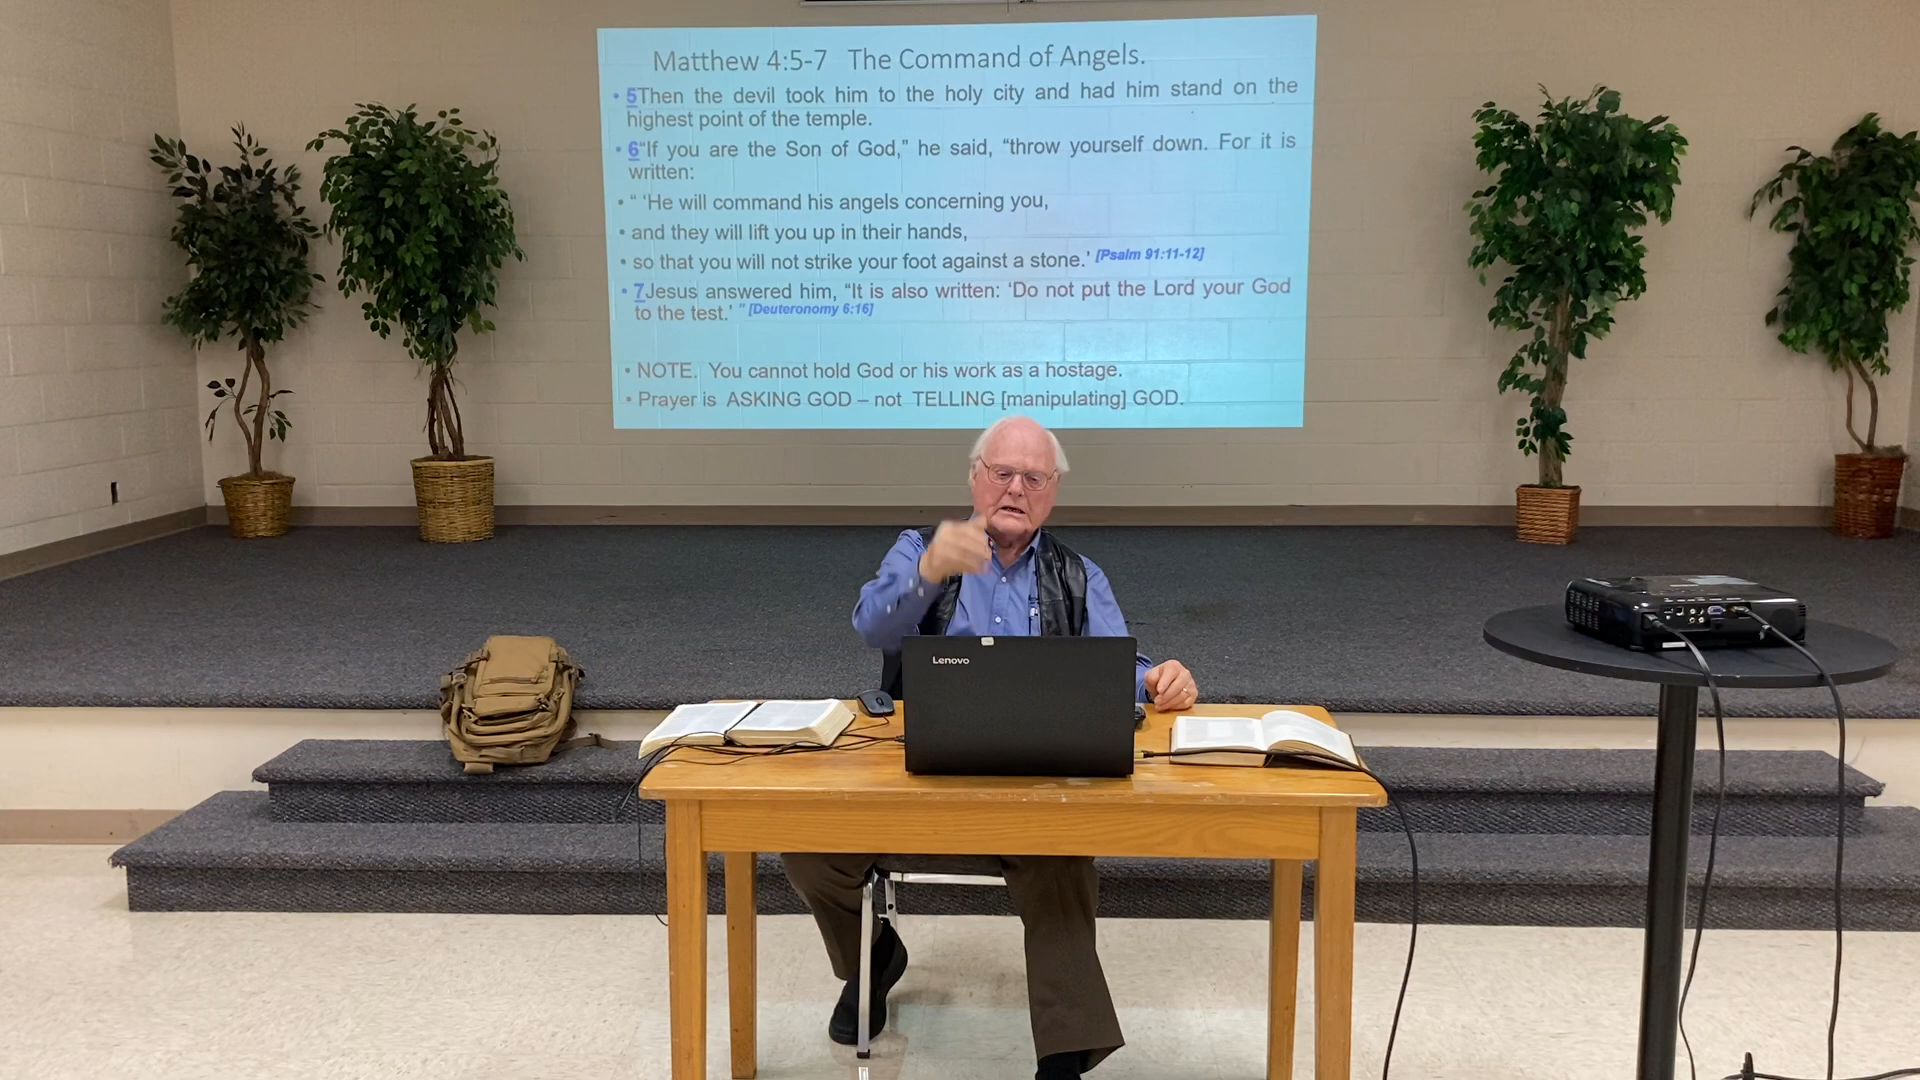 Matthew 4:5-7 The Command of Angels.
• 5Then the devil took him to the holy city and had him stand on the
highest point of the temple.
• 6“If you are the Son of God,” he said, “throw yourself down. For it is
written:
• “ ‘He will command his angels concerning you,
• and they will lift you up in their hands,
• so that you will not strike your foot against a stone.’ [Psalm 91:11-12]
• 7Jesus answered him, “It is also written: ‘Do not put the Lord your God
to the test.’ ” [Deuteronomy 6:16]
• NOTE. You cannot hold God or his work as a hostage.
• Prayer is ASKING GOD – not TELLING [manipulating] GOD.
Lenovo